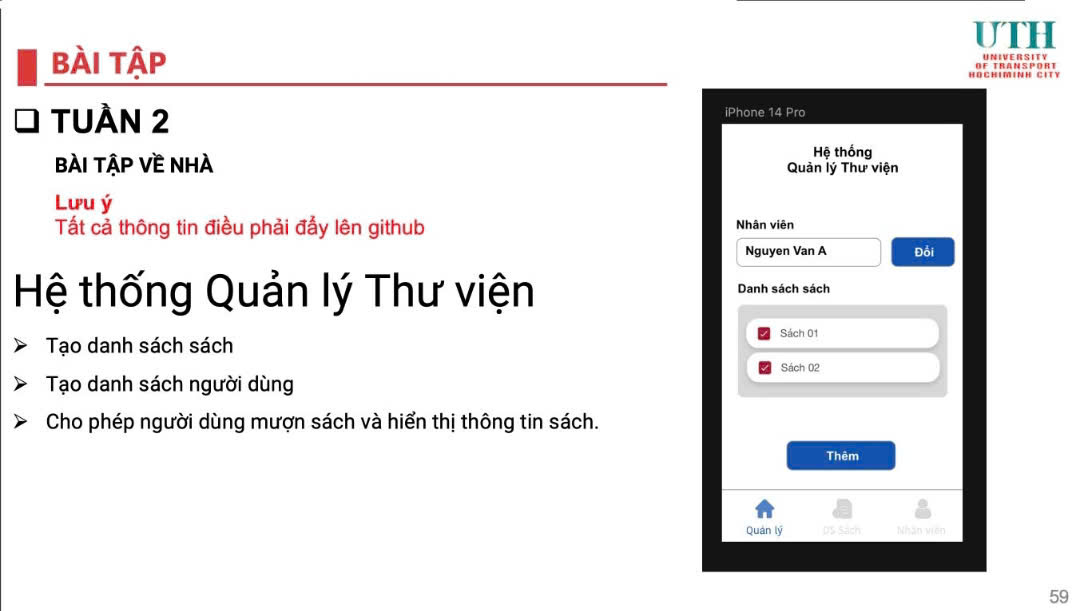 BÀI TẬP
UTH
UNIVERSITY
OF TRANSPORT
HOCHIMINH CITY
TUẦN 2
BÀI TẬP VỀ NHÀ
Lưu ý
Tất cả thông tin điều phải đẩy lên github
Hệ thống Quản lý Thư viện
Tạo danh sách sách
Tạo danh sách người dùng
Cho phép người dùng mượn sách và hiển thị thông tin sách.
iPhone 14 Pro
Hệ thống
Quản lý Thư viện
Nhân viên
Nguyen Van A
Đổi
Danh sách sách
Sách 01
Sách 02
Thêm
Quản lý
DS Sách
Nhân viên
59